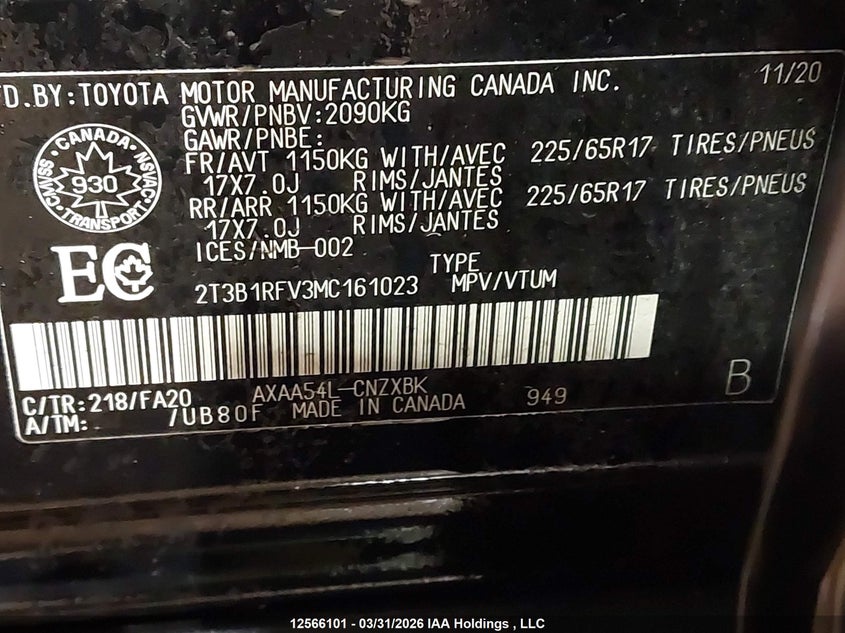 D.BY:TOYOTA MOTOR MANUFACTURING CANADA INC. 11/20
GVWR/PNBV:2090KG
GAWR/PNBE:
FR/AVT 1150KG WITH/AVEC 225/65R17 TIRES/PNEUS
17X7.0J RIMS/JANTES
RR/ARR 1150KG WITH/AVEC 225/65R17 TIRES/PNEUS
17X7.0J RIMS/JANTES
ICES/NMB-002
CANADA
CMVSS NSVAC
930
TRANSPORT
EC
TYPE
2T3B1RFV3MC161023 MPV/VTUM
C/TR:218/FA20 AXAA54L-CNZXBK B
A/TM: /UB80F MADE IN CANADA 949
12566101 - 03/31/2026 IAA Holdings , LLC